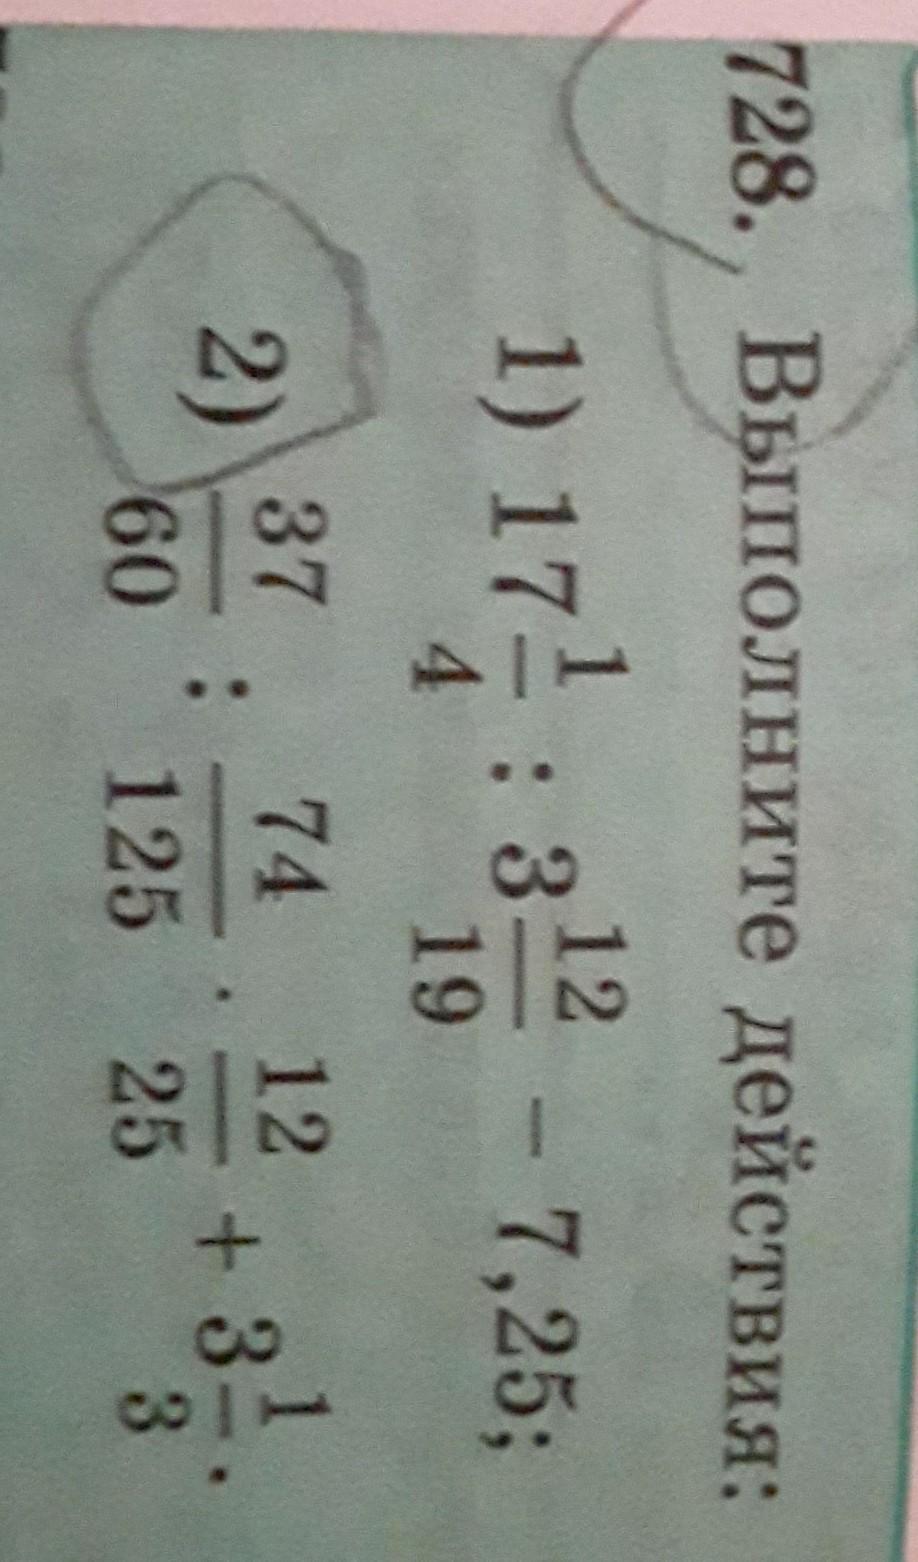 728. Выполните действия:
1) 17 1/4 : 3 12/19 − 7,25;
2) 37/60 : 74/125 · 12/25 + 3 1/3.